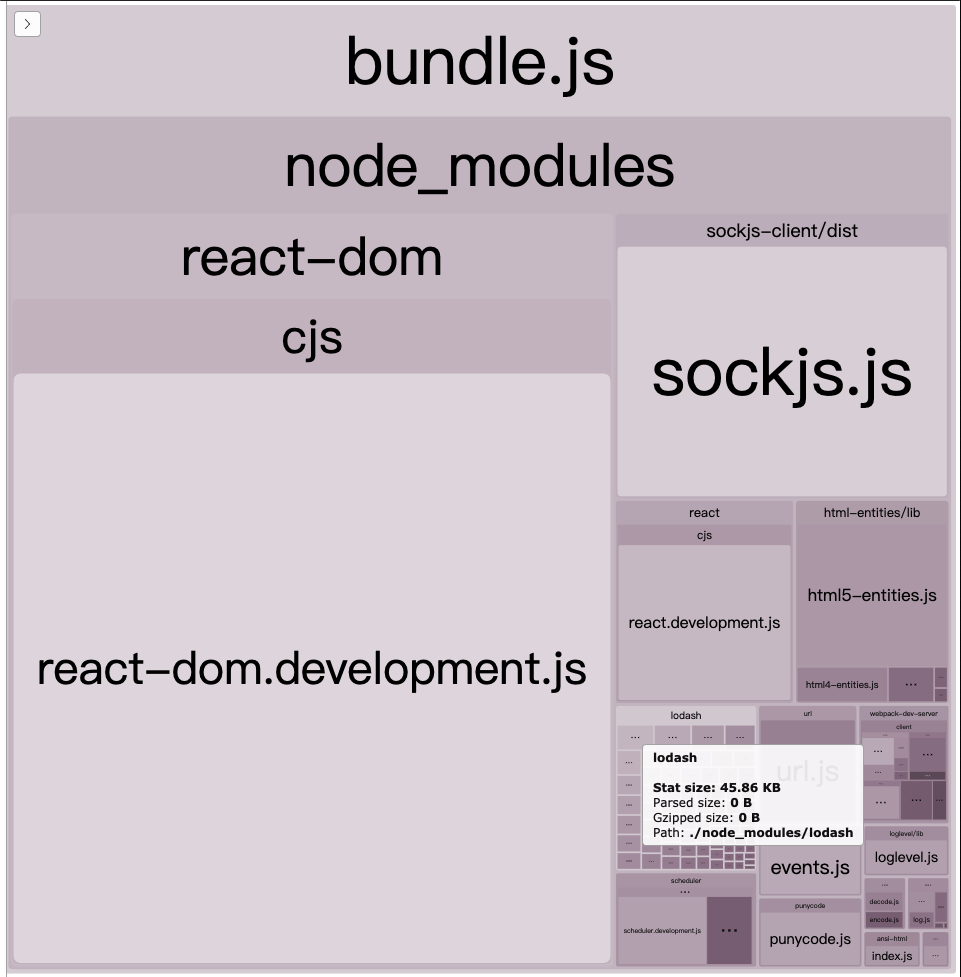 bundle.js
node_modules
react-dom
cjs
react-dom.development.js
sockjs-client/dist
sockjs.js
react
cjs
react.development.js
html-entities/lib
html5-entities.js
html4-entities.js
...
...
lodash
...
...
...
...
...
...
...
...
...
lodash
Stat size: 45.86 KB
Parsed size: 0 B
Gzipped size: 0 B
Path: ./node_modules/lodash
url
url.js
events.js
webpack-dev-server
client
...
...
...
...
...
loglevel/lib
loglevel.js
scheduler
...
scheduler.development.js
...
punycode
punycode.js
...
decode.js
encode.js
...
...
log.js
ansi-html
index.js
...
...